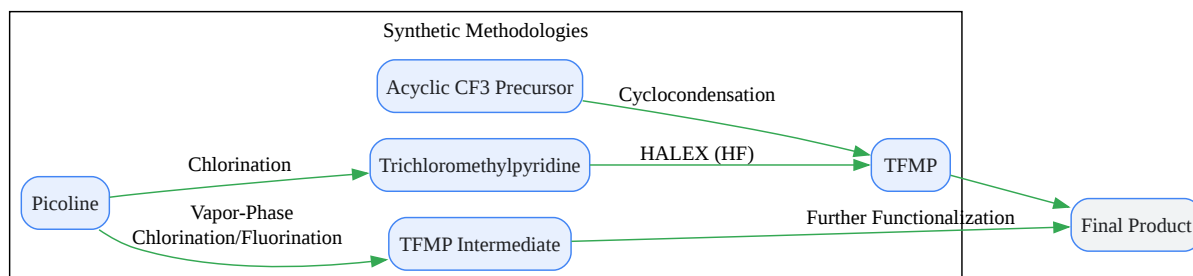 Synthetic Methodologies
Acyclic CF3 Precursor
Cyclocondensation
Chlorination
Trichloromethylpyridine
HALEX (HF)
TFMP
Picoline
Vapor-Phase
Chlorination/Fluorination
TFMP Intermediate
Further Functionalization
Final Product